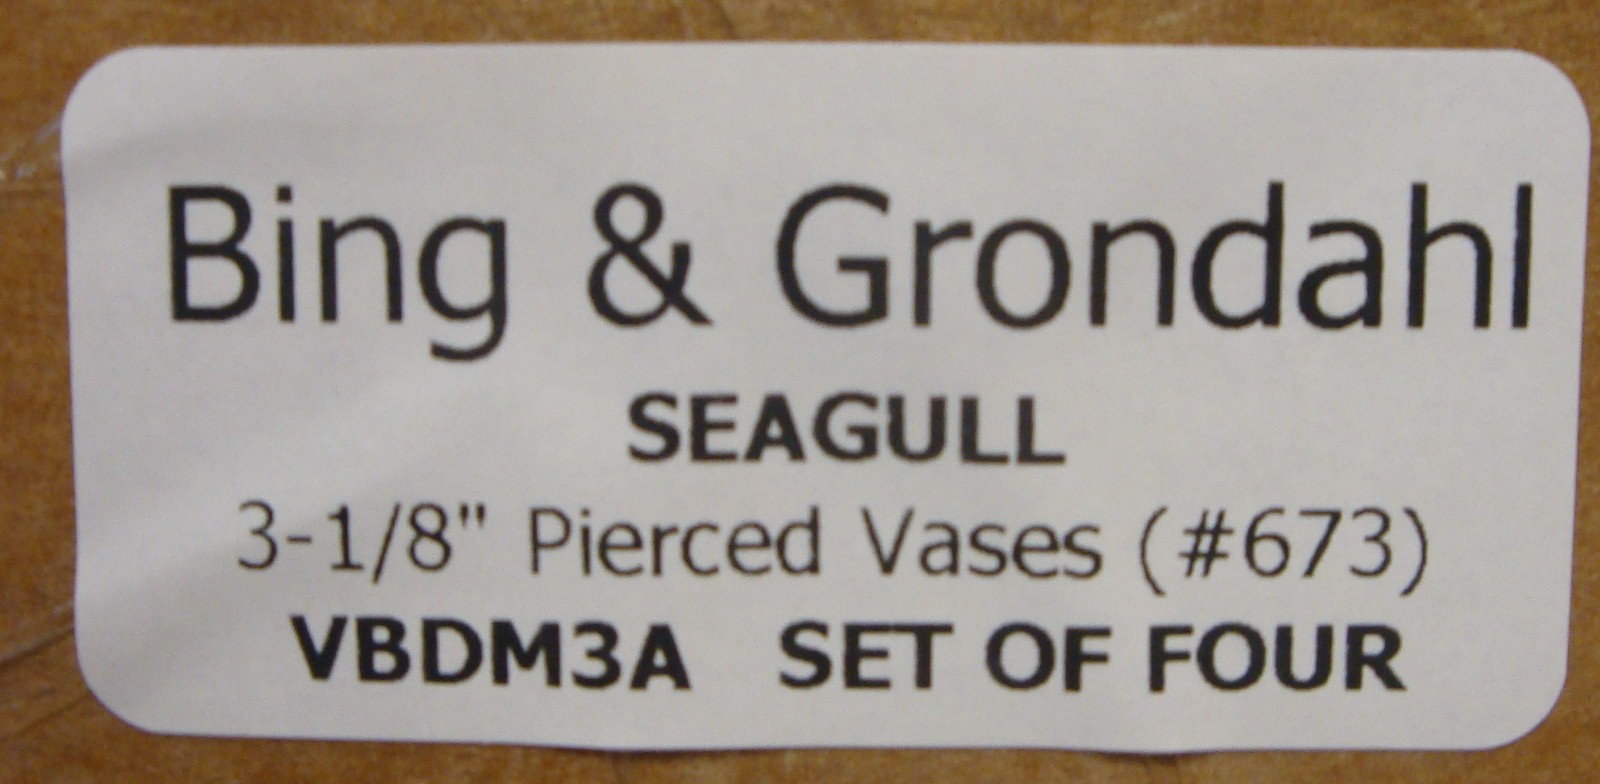 Bing & Grondahl
SEAGULL
3-1/8" Pierced Vases (#673)
VBDM3A SET OF FOUR